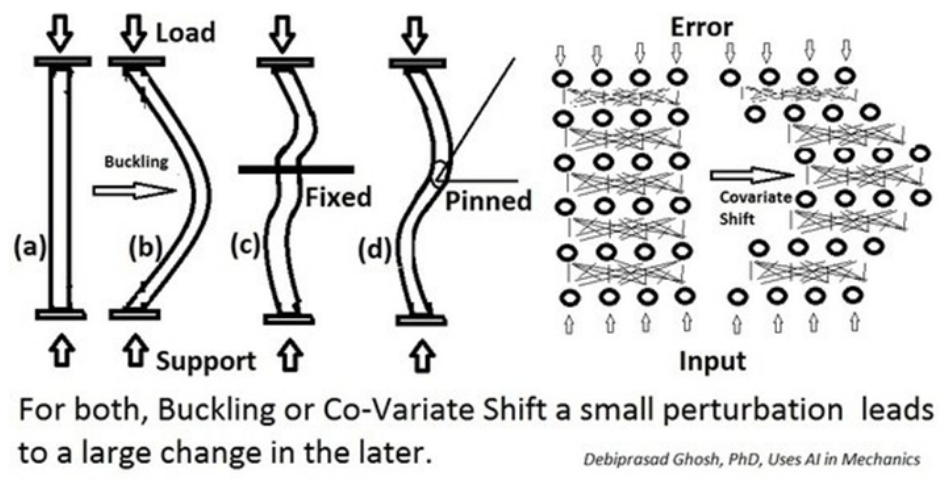 Load
Error
Buckling
Fixed
Pinned
Covariate
Shift
(a)
(b)
(c)
(d)
Support
Input
For both, Buckling or Co-Variate Shift a small perturbation leads
to a large change in the later.
Debiprasad Ghosh, PhD, Uses AI in Mechanics